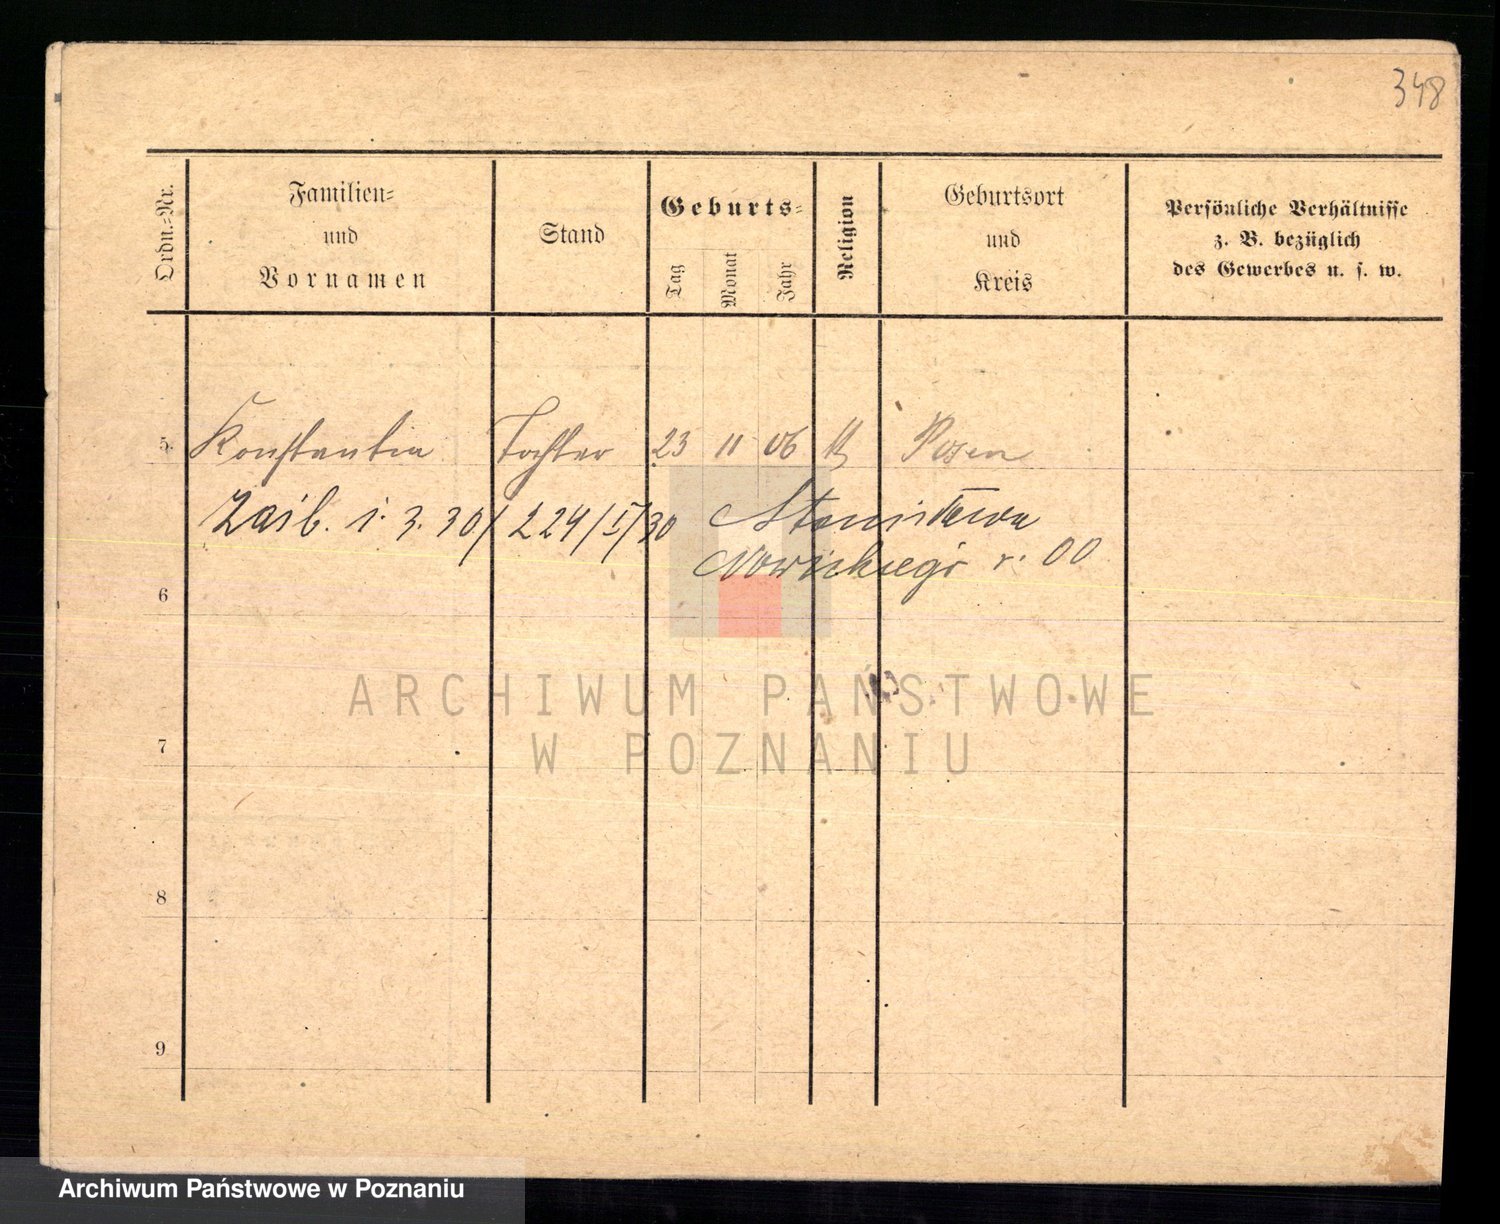 348
Ordn.-Nr.
Familien-
und
Vornamen
Stand
Geburts-
Tag
Monat
Jahr
Religion
Geburtsort
und
Kreis
Persönliche Verhältnisse
z. B. bezüglich
des Gewerbes u. s. w.
5 Konstantia Tochter 23 11 06 Posen
1. 3. 30/ 224/I/30 Stanisława
Nowickiego r. 00
6
ARCHIWUM PAŃSTWOWE
7
W POZNANIU
8
9
Archiwum Państwowe w Poznaniu